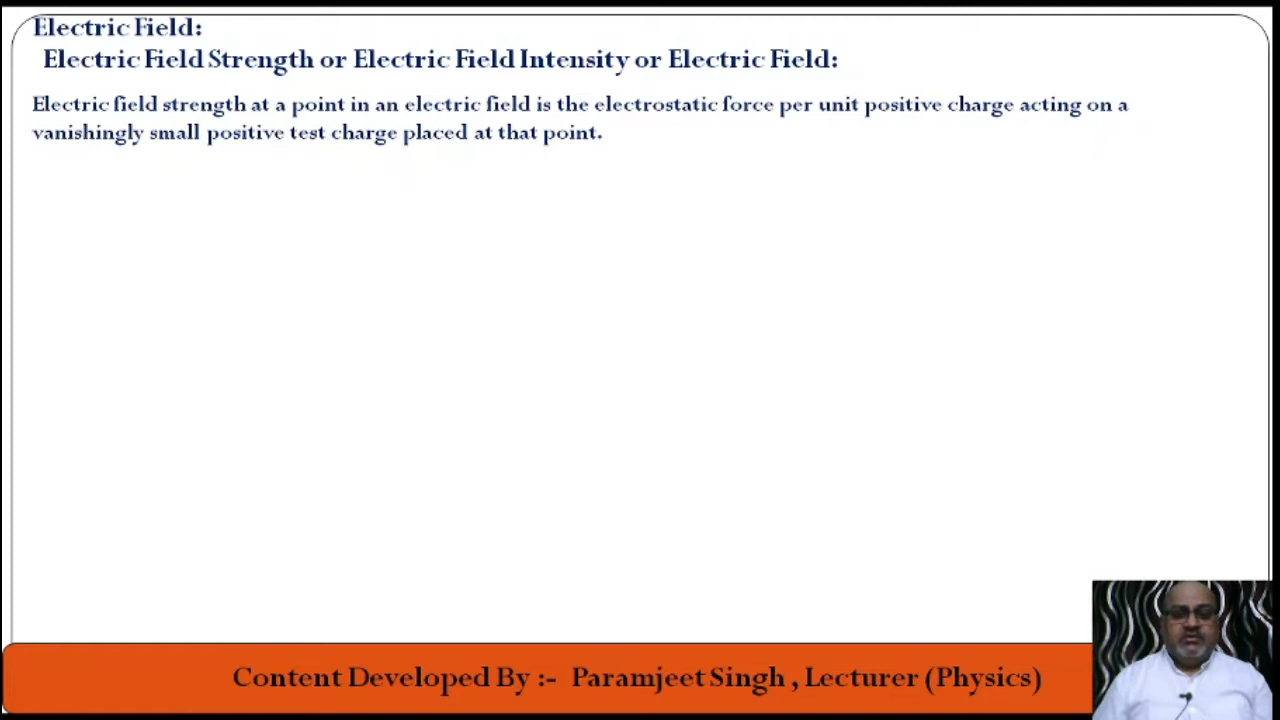 Electric Field:
Electric Field Strength or Electric Field Intensity or Electric Field:
Electric field strength at a point in an electric field is the electrostatic force per unit positive charge acting on a
vanishingly small positive test charge placed at that point.
Content Developed By :- Paramjeet Singh , Lecturer (Physics)